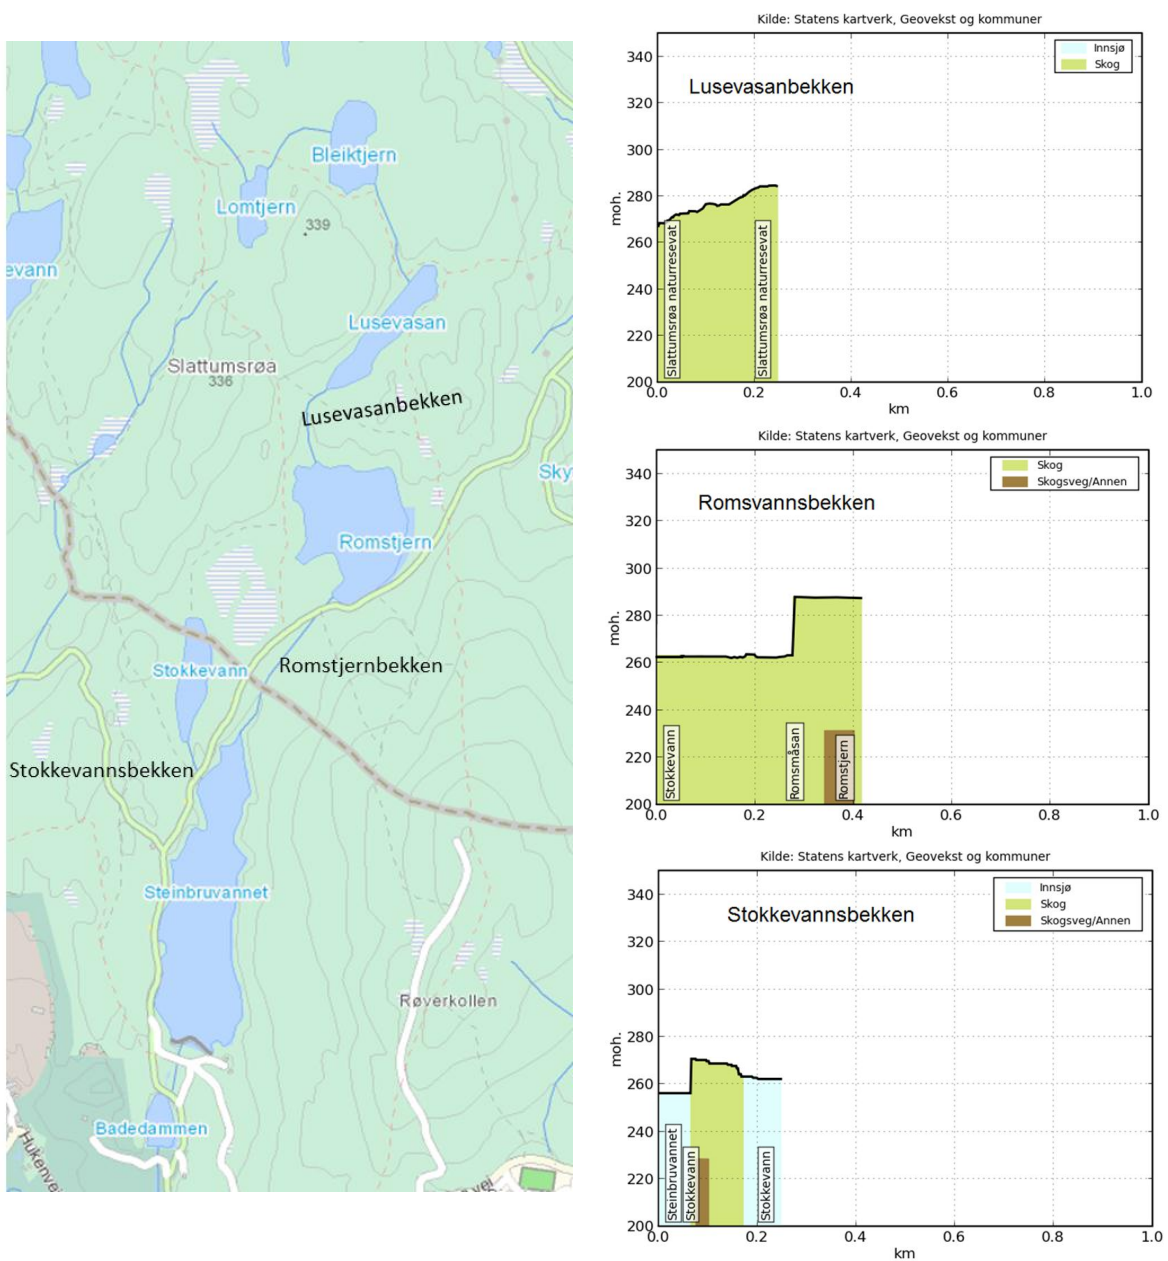 Bleiktjern
Lomtjern
339
evann
Lusevasan
Slattumsrøa
336
Lusevasanbekken
Sky
Romstjern
Stokkevann
Romstjernbekken
Stokkevannsbekken
Steinbruvannet
Røverkollen
Badedammen
Hukenve
vel
Kilde: Statens kartverk, Geovekst og kommuner
Innsjø
Skog
Lusevasanbekken
moh.
340
320
300
280
260
240
220
200
Slattumsrøa naturresevat
Slattumsrøa naturresevat
0.0 0.2 0.4 0.6 0.8 1.0
km
Kilde: Statens kartverk, Geovekst og kommuner
Skog
Skogsveg/Annen
Romsvannsbekken
moh.
340
320
300
280
260
240
220
200
Stokkevann
Romsmåsan
Romstjern
0.0 0.2 0.4 0.6 0.8 1.0
km
Kilde: Statens kartverk, Geovekst og kommuner
Innsjø
Skog
Skogsveg/Annen
Stokkevannsbekken
moh.
340
320
300
280
260
240
220
200
Steinbruvannet
Stokkevann
Stokkevann
0.0 0.2 0.4 0.6 0.8 1.0
km